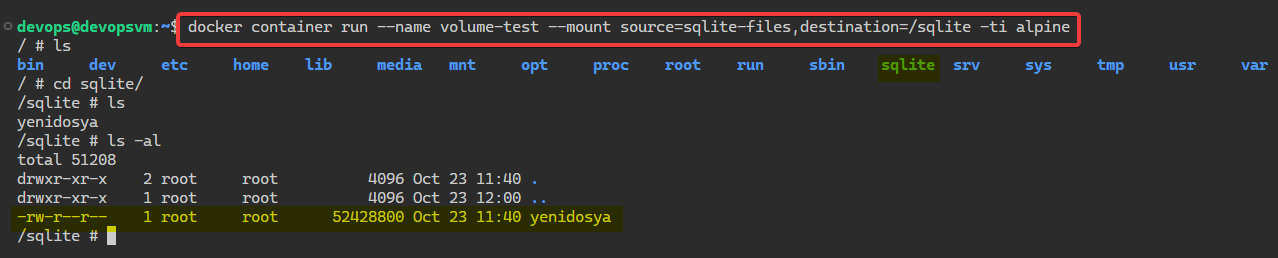 devops@devopsvm:~$ docker container run --name volume-test --mount source=sqlite-files,destination=/sqlite -ti alpine
/ # ls
bin dev etc home lib media mnt opt proc root run sbin sqlite srv sys tmp usr var
/ # cd sqlite/
/sqlite # ls
yenidosya
/sqlite # ls -al
total 51208
drwxr-xr-x 2 root root 4096 Oct 23 11:40 .
drwxr-xr-x 1 root root 4096 Oct 23 12:00 ..
-rw-r--r-- 1 root root 52428800 Oct 23 11:40 yenidosya
/sqlite #